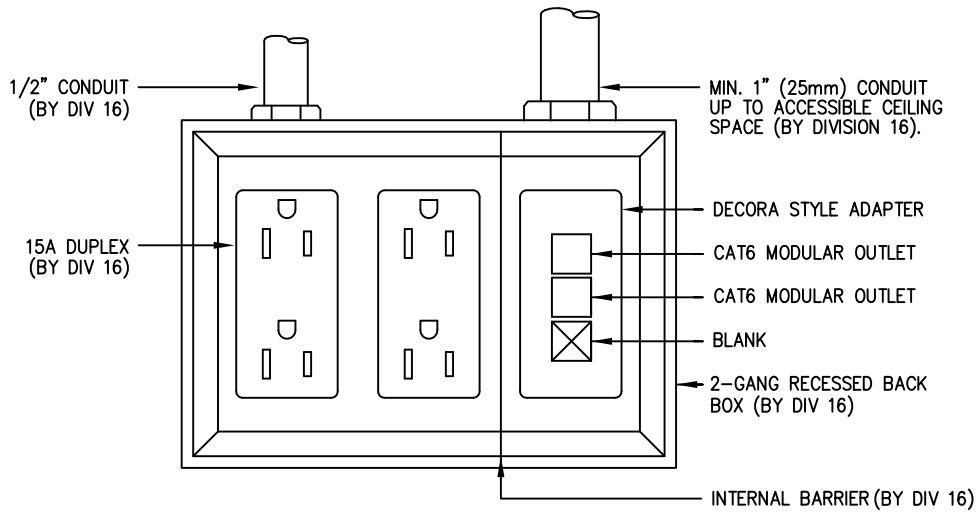 1/2" CONDUIT
(BY DIV 16)
MIN. 1" (25mm) CONDUIT
UP TO ACCESSIBLE CEILING
SPACE (BY DIVISION 16).
15A DUPLEX
(BY DIV 16)
DECORA STYLE ADAPTER
CAT6 MODULAR OUTLET
CAT6 MODULAR OUTLET
BLANK
2-GANG RECESSED BACK
BOX (BY DIV 16)
INTERNAL BARRIER (BY DIV 16)